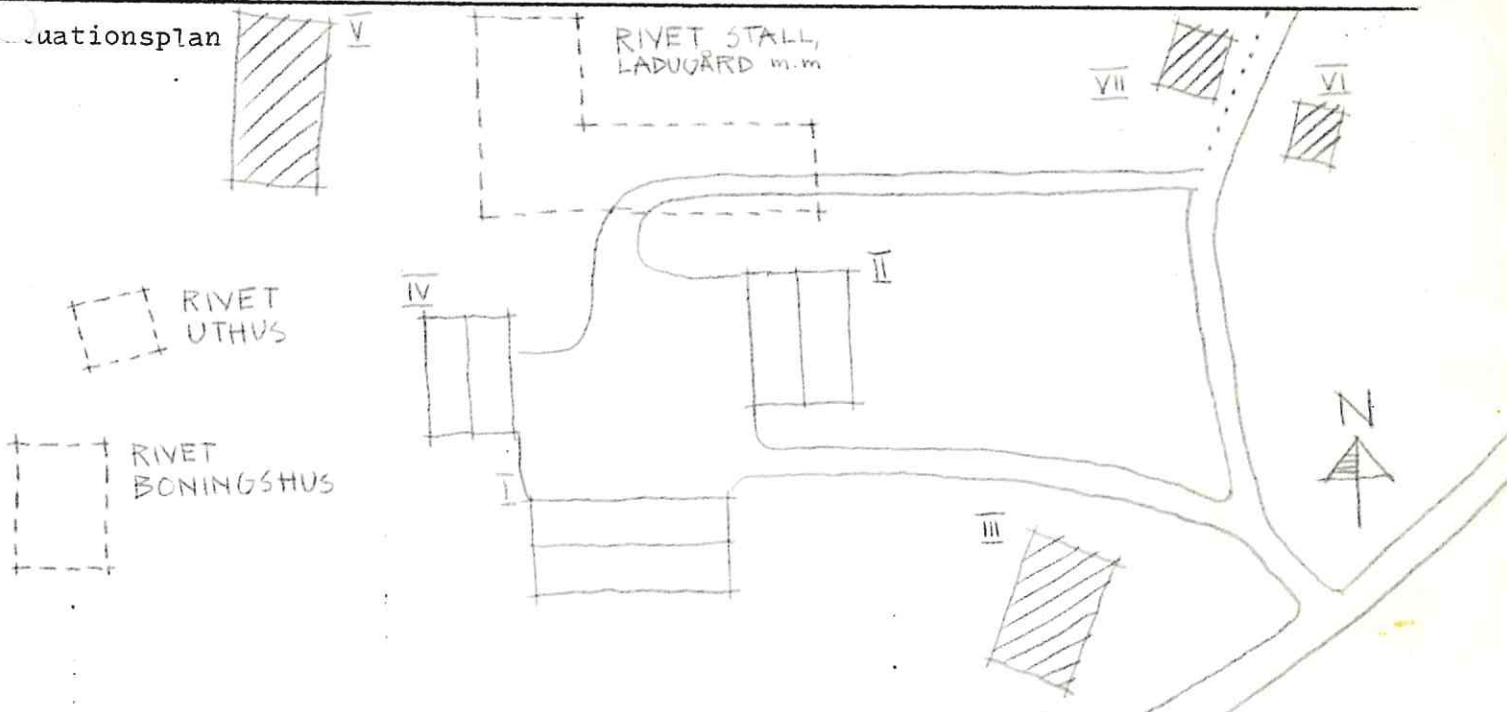 uationsplan
V
RIVET STALL,
LADUGÅRD m.m
VII
VI
II
IV
RIVET
UTHUS
N
RIVET
BONINGSHUS
I
III